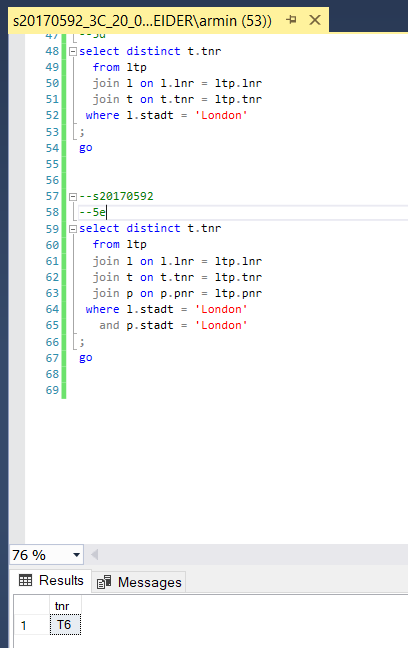 s20170592_3C_20_0...EIDER\armin (53))
48 select distinct t.tnr
49 from ltp
50 join l on l.lnr = ltp.lnr
51 join t on t.tnr = ltp.tnr
52 where l.stadt = 'London'
53 ;
54 go
55
56
57 --s20170592
58 --5e
59 select distinct t.tnr
60 from ltp
61 join l on l.lnr = ltp.lnr
62 join t on t.tnr = ltp.tnr
63 join p on p.pnr = ltp.pnr
64 where l.stadt = 'London'
65 and p.stadt = 'London'
66 ;
67 go
68
69
76 %
Results Messages
tnr
1 T6